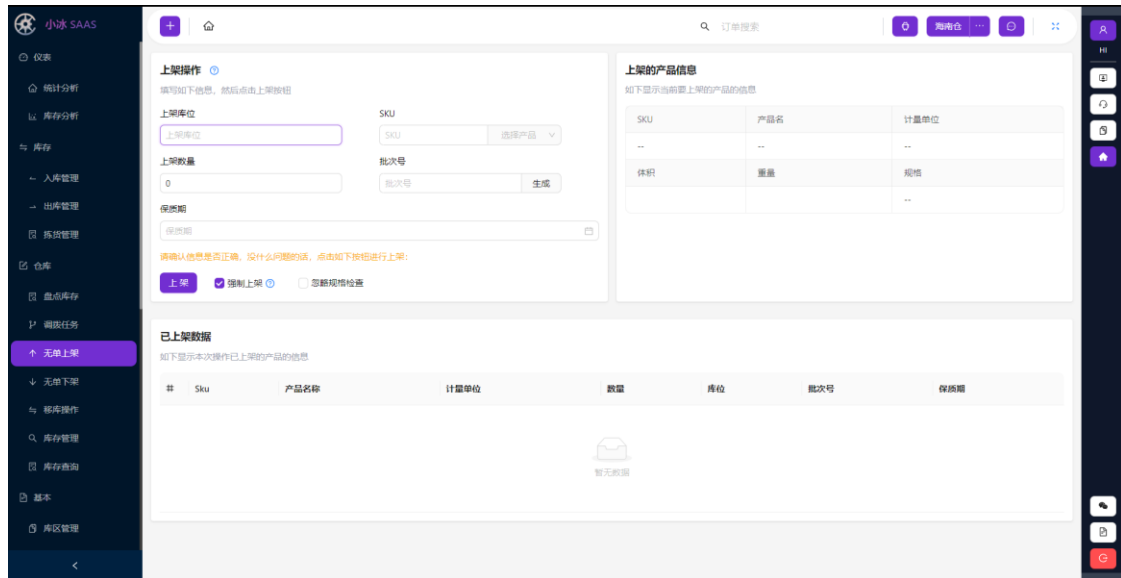 小冰 SAAS
订单搜索
海南仓
HI
仪表
统计分析
库存分析
库存
入库管理
出库管理
拣货管理
仓库
盘点库存
调拨任务
无单上架
无单下架
移库操作
库存管理
库存查询
基本
库区管理
上架操作
填写如下信息，然后点击上架按钮
上架库位
SKU
上架库位
SKU
选择产品
上架数量
批次号
0
批次号
生成
保质期
保质期
请确认信息是否正确，没什么问题的话，点击如下按钮进行上架：
上 架
强制上架
忽略规格检查
上架的产品信息
如下显示当前要上架的产品的信息
SKU
产品名
计量单位
--
--
--
体积
重量
规格
--
已上架数据
如下显示本次操作已上架的产品的信息
#
Sku
产品名称
计量单位
数量
库位
批次号
保质期
暂无数据